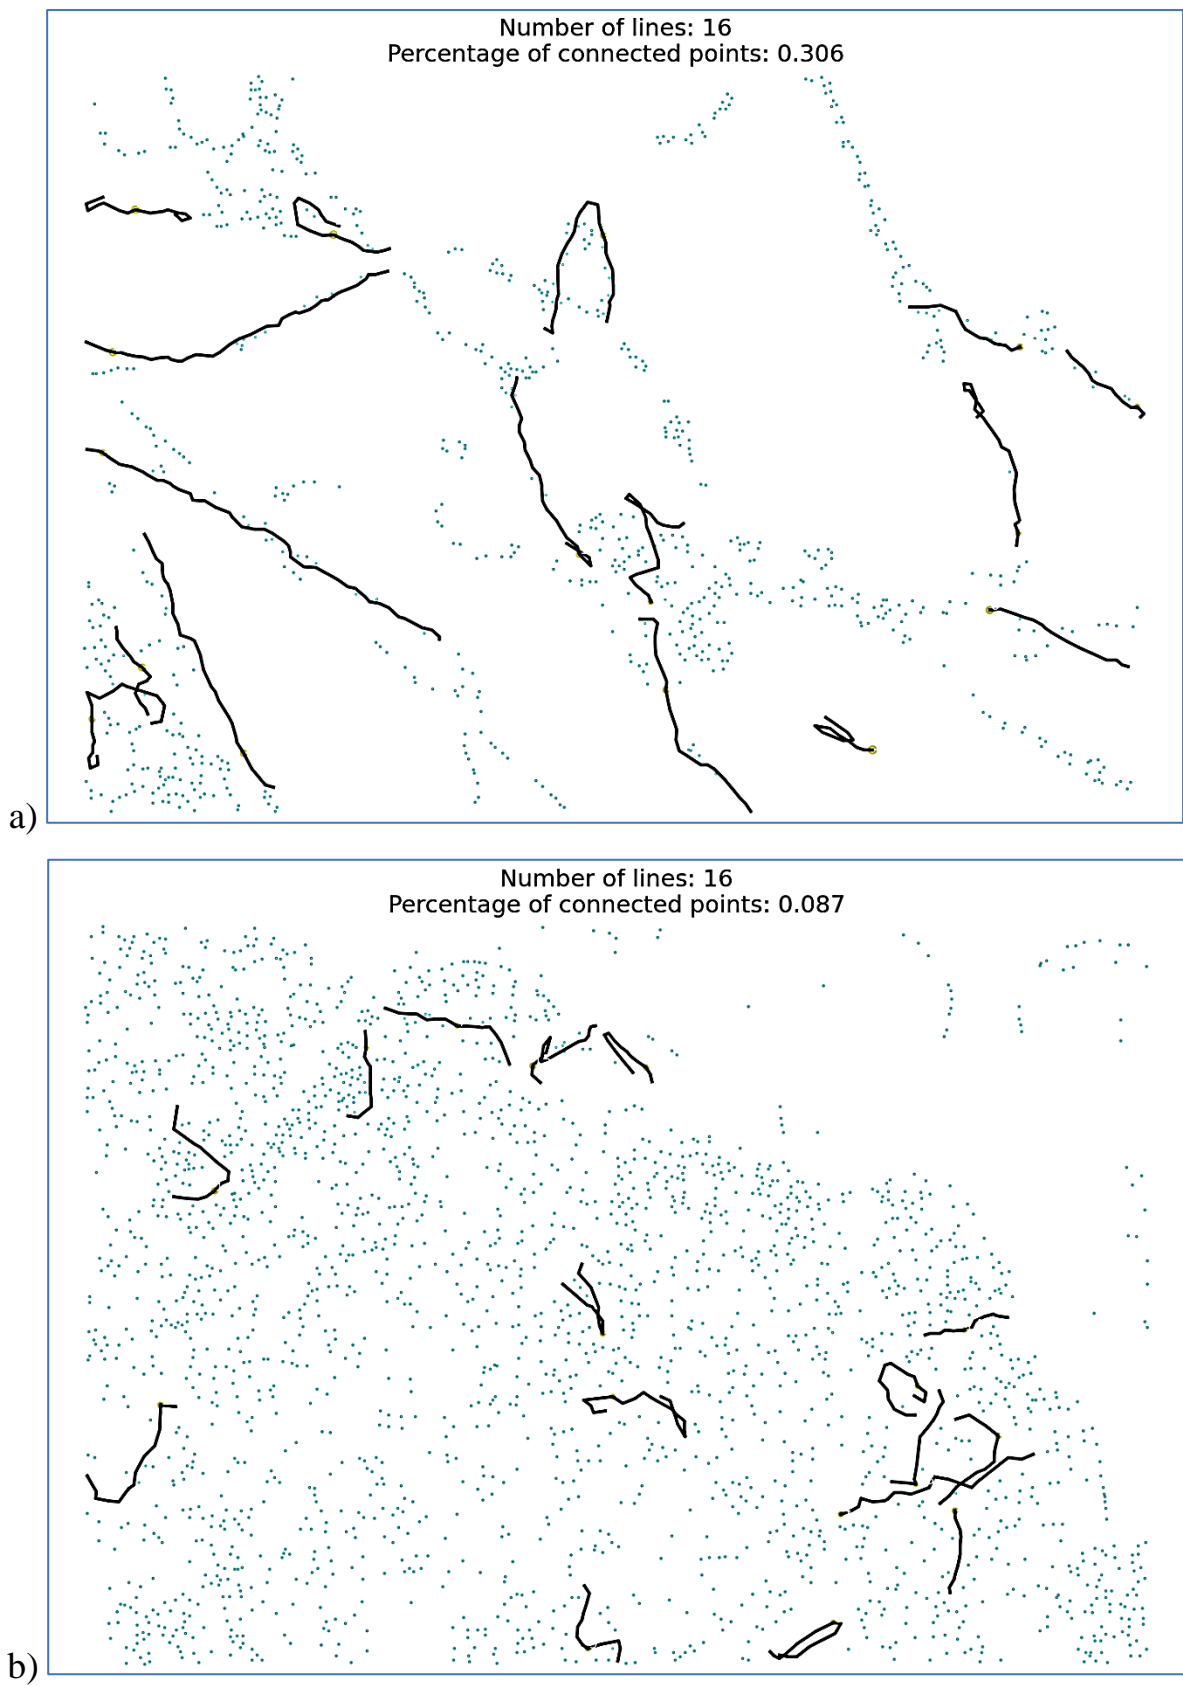 Number of lines: 16
Percentage of connected points: 0.306
a)
Number of lines: 16
Percentage of connected points: 0.087
b)